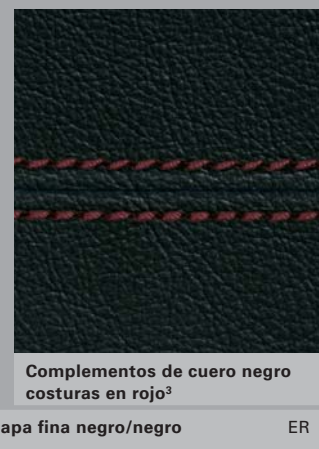 Complementos de cuero negro
costuras en rojo³
apa fina negro/negro ER